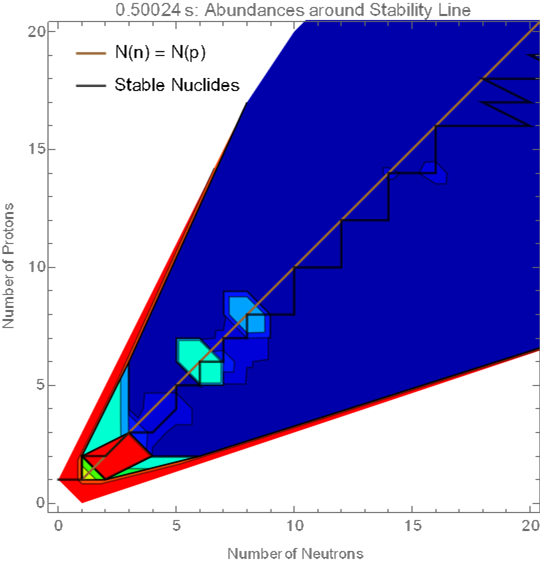 0.50024 s: Abundances around Stability Line
N(n) = N(p)
Stable Nuclides
20
15
10
5
0
Number of Protons
0 5 10 15 20
Number of Neutrons